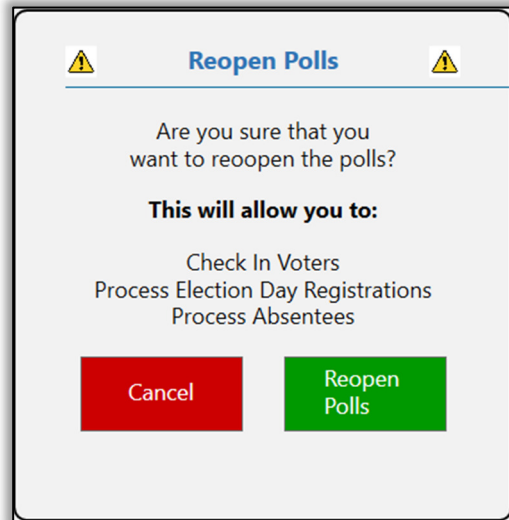 Reopen Polls
Are you sure that you
want to reoopen the polls?
This will allow you to:
Check In Voters
Process Election Day Registrations
Process Absentees
Cancel
Reopen
Polls